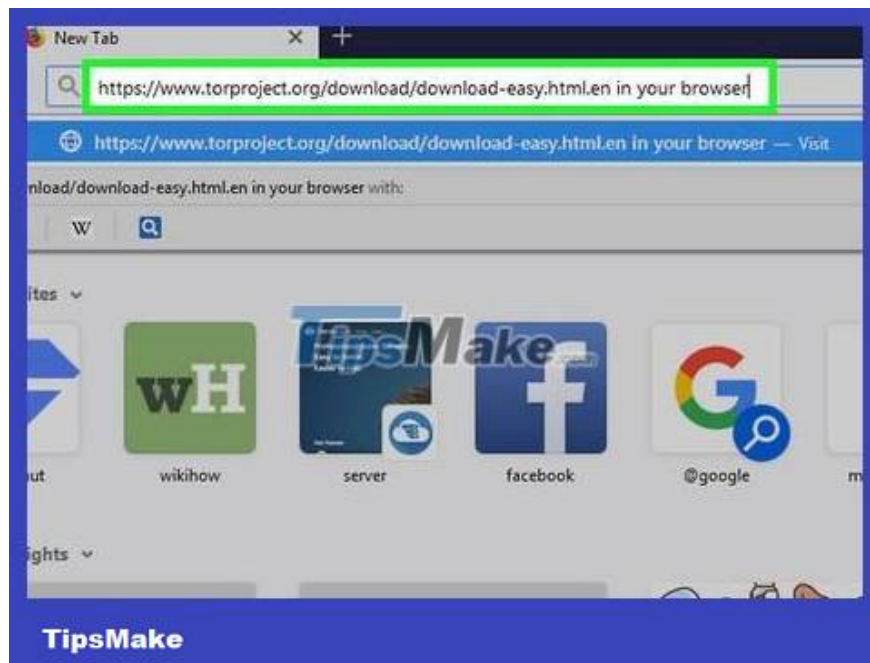 New Tab
https://www.torproject.org/download/download-easy.html.en in your browser
https://www.torproject.org/download/download-easy.html.en in your browser — Visit
nload/download-easy.html.en in your browser with:
W
ites
TipsMake
wH
f
G
ut
wikihow
server
facebook
@google
m
ights
TipsMake